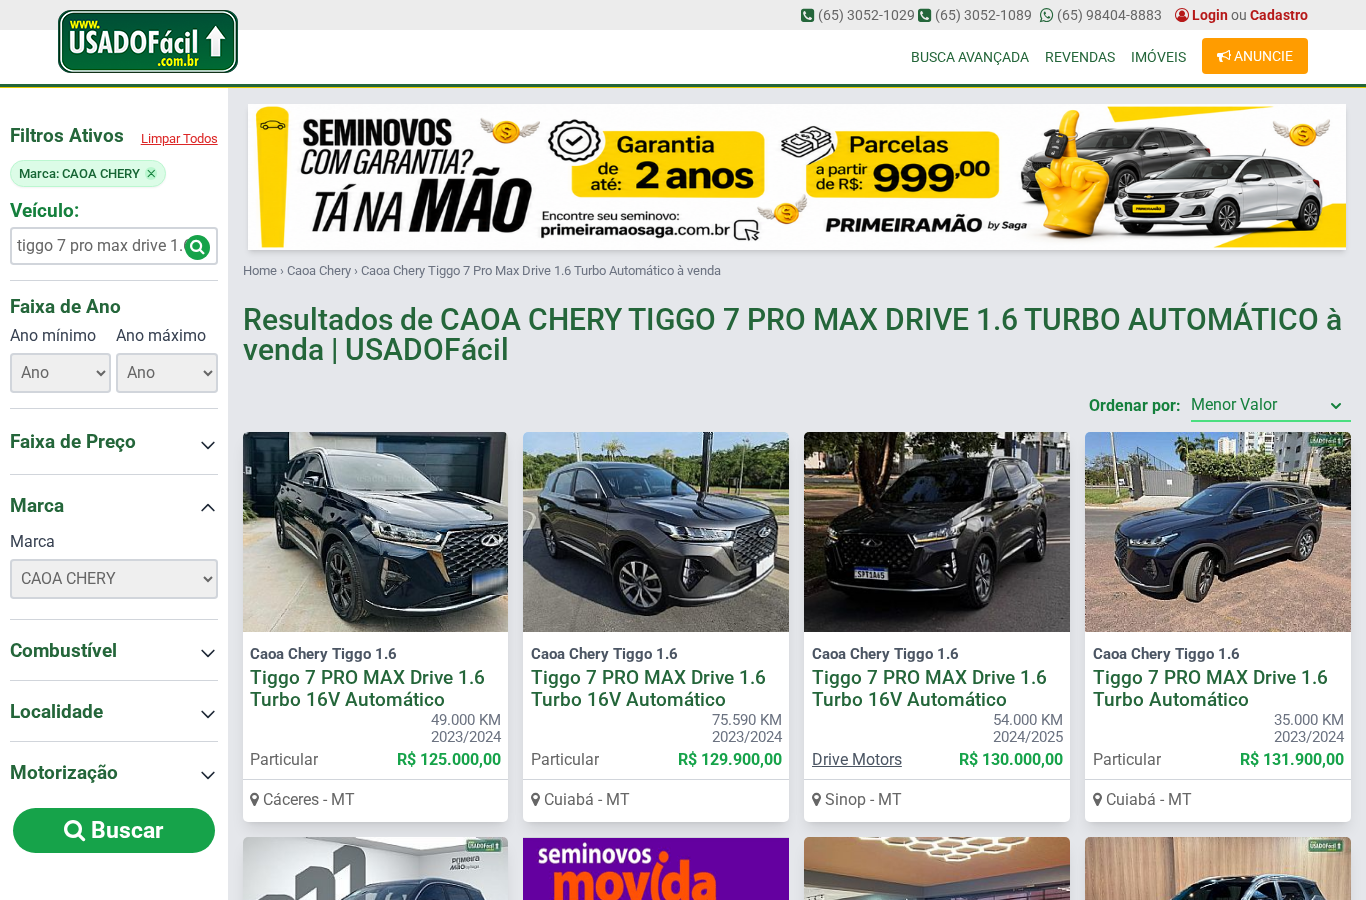 (65) 3052-1029 (65) 3052-1089 (65) 98404-8883 Login ou Cadastro
www.
USADOFácil
.com.br
BUSCA AVANÇADA REVENDAS IMÓVEIS ANUNCIE
Filtros Ativos Limpar Todos
Marca: CAOA CHERY ×
Veículo:
tiggo 7 pro max drive 1.
Faixa de Ano
Ano mínimo Ano máximo
Ano Ano
Faixa de Preço
Marca
Marca
CAOA CHERY
Combustível
Localidade
Motorização
Buscar
SEMINOVOS
COM GARANTIA?
TÁ NA MÃO
Garantia
de até: 2 anos
Parcelas
a partir de R$: 999,00
Encontre seu seminovo:
primeiramaosaga.com.br
PRIMEIRAMÃO by Saga
Home › Caoa Chery › Caoa Chery Tiggo 7 Pro Max Drive 1.6 Turbo Automático à venda
Resultados de CAOA CHERY TIGGO 7 PRO MAX DRIVE 1.6 TURBO AUTOMÁTICO à
venda | USADOFácil
Ordenar por: Menor Valor
Caoa Chery Tiggo 1.6
Tiggo 7 PRO MAX Drive 1.6
Turbo 16V Automático
49.000 KM
2023/2024
Particular R$ 125.000,00
Cáceres - MT
Caoa Chery Tiggo 1.6
Tiggo 7 PRO MAX Drive 1.6
Turbo 16V Automático
75.590 KM
2023/2024
Particular R$ 129.900,00
Cuiabá - MT
SPT1A65
Caoa Chery Tiggo 1.6
Tiggo 7 PRO MAX Drive 1.6
Turbo 16V Automático
54.000 KM
2024/2025
Drive Motors R$ 130.000,00
Sinop - MT
USADOFácil
Caoa Chery Tiggo 1.6
Tiggo 7 PRO MAX Drive 1.6
Turbo Automático
35.000 KM
2023/2024
Particular R$ 131.900,00
Cuiabá - MT
USADOFácil
primeira
mão
seminovos
movida
USADOFácil